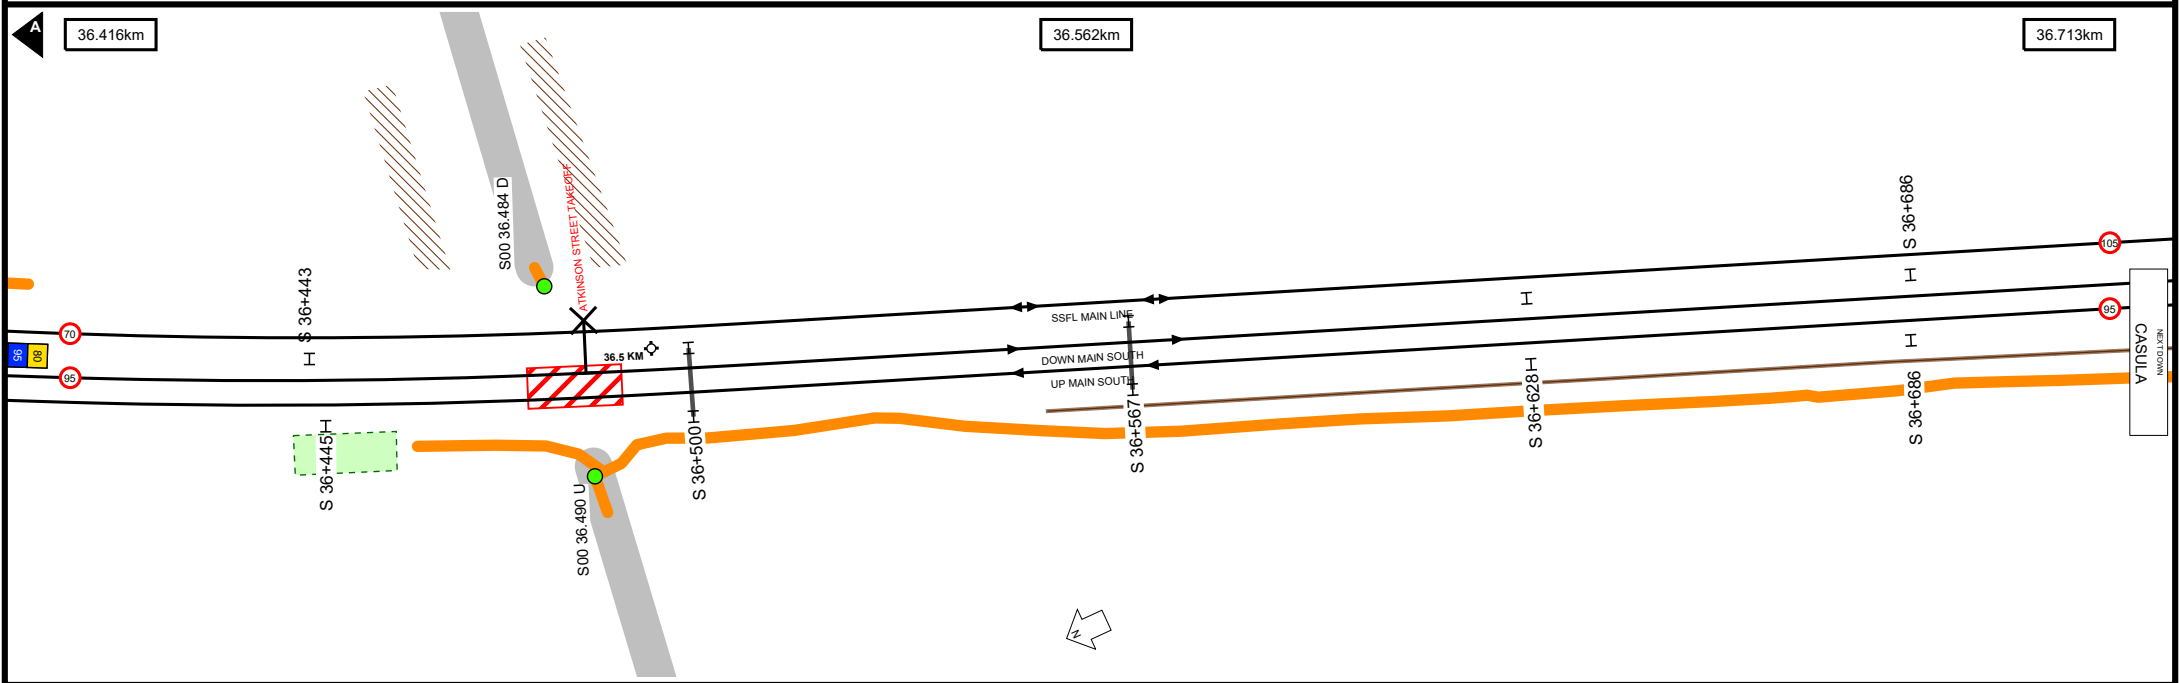 A
36.416km
36.562km
36.713km
S00 36.484 D
ATKINSON STREET TAKEOFF
S 36+443
S 36+686
70
95
80
95
36.5 KM
SSFL MAIN LINE
DOWN MAIN SOUTH
UP MAIN SOUTH
105
95
NEXT DOWN
CASULA
S 36+445
S00 36.490 U
S 36+500
S 36+567
S 36+628
S 36+686
N